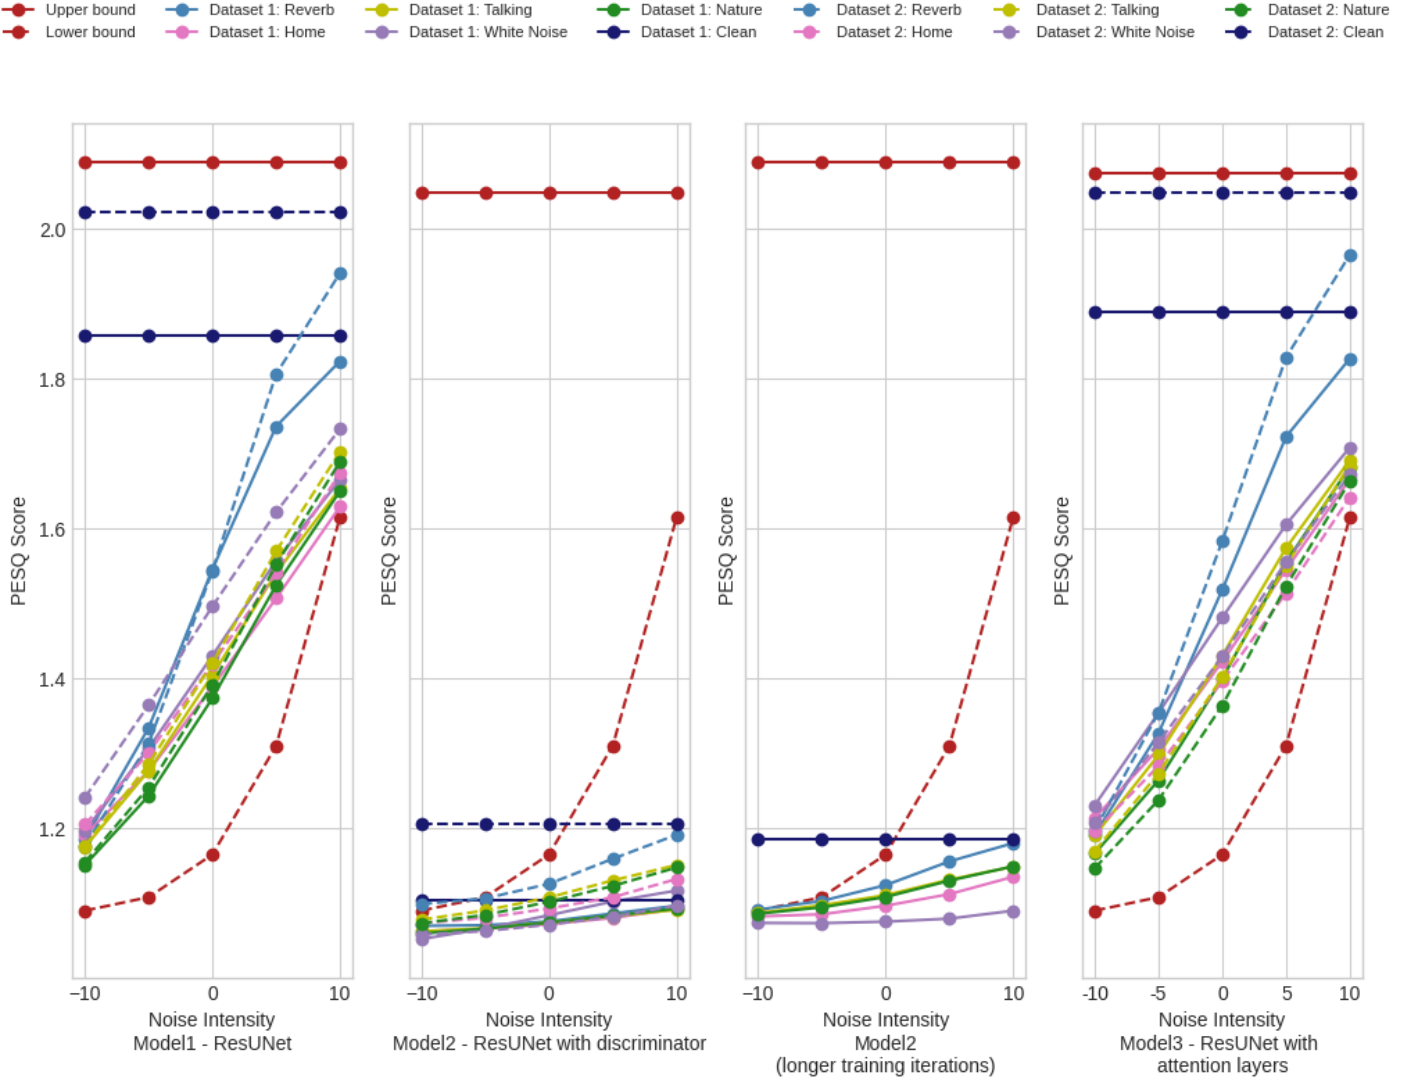 Upper bound Dataset 1: Reverb Dataset 1: Talking Dataset 1: Nature Dataset 2: Reverb Dataset 2: Talking Dataset 2: Nature
Lower bound Dataset 1: Home Dataset 1: White Noise Dataset 1: Clean Dataset 2: Home Dataset 2: White Noise Dataset 2: Clean
2.0
1.8
1.6
1.4
1.2
PESQ Score PESQ Score PESQ Score PESQ Score
−10 0 10 −10 0 10 −10 0 10 -10 -5 0 5 10
Noise Intensity Noise Intensity Noise Intensity Noise Intensity
Model1 - ResUNet Model2 - ResUNet with discriminator Model2 Model3 - ResUNet with
(longer training iterations) attention layers